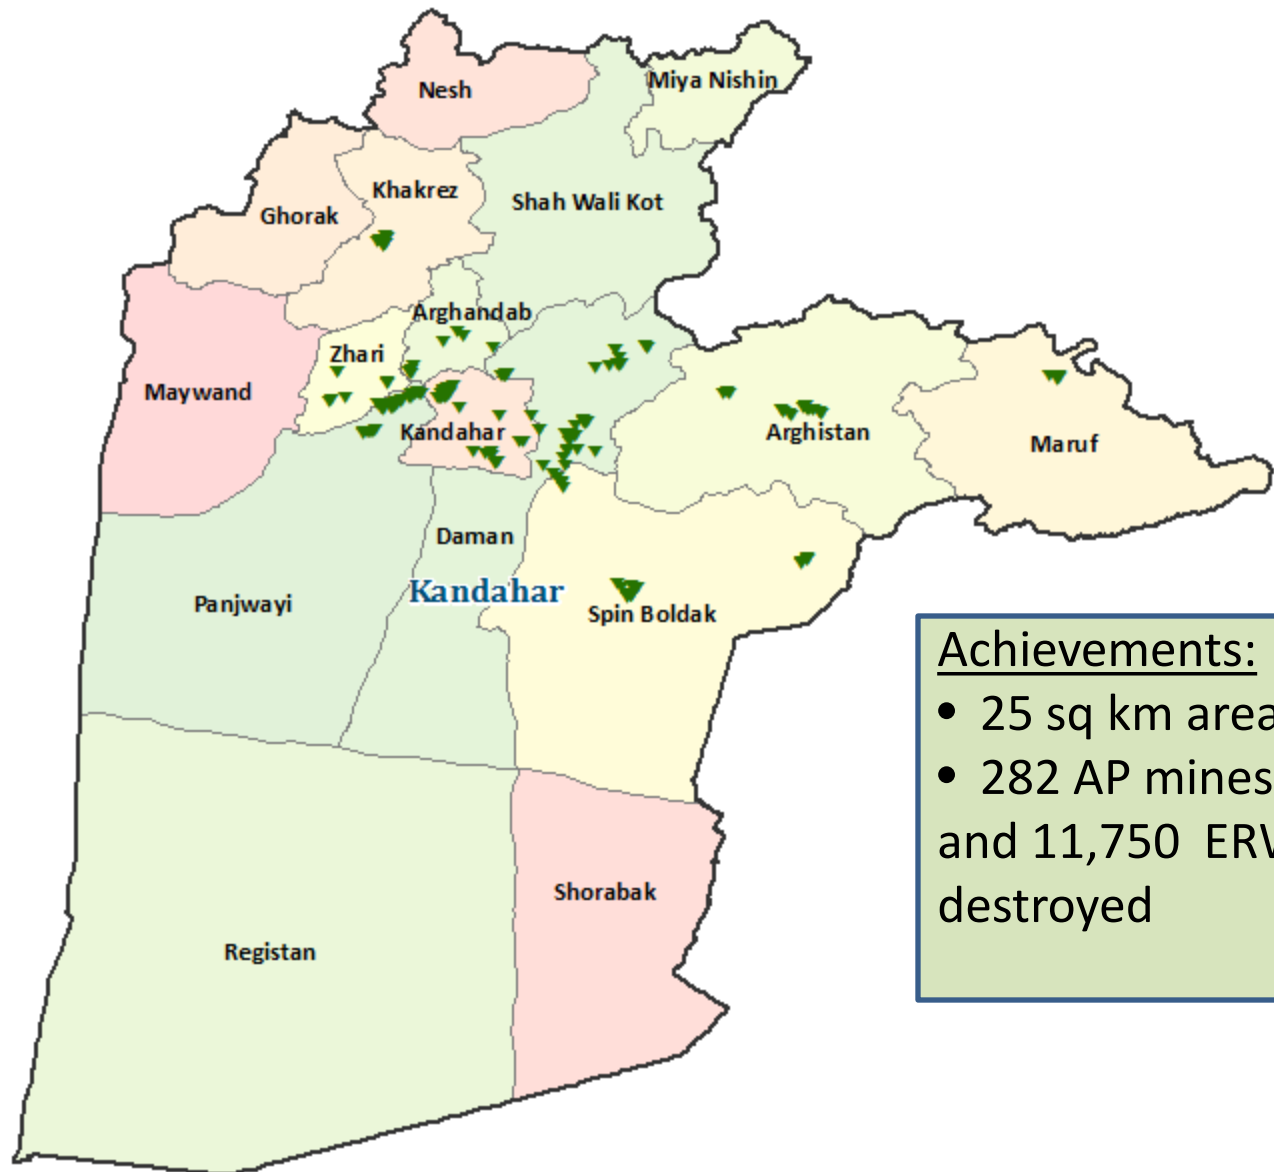 Nesh
Miya Nishin
Khakrez
Shah Wali Kot
Ghorak
Arghandab
Zhari
Maywand
Kandahar
Arghistan
Maruf
Daman
Kandahar
Panjwayi
Spin Boldak
Achievements:
• 25 sq km area
• 282 AP mines
and 11,750 ERW
destroyed
Shorabak
Registan